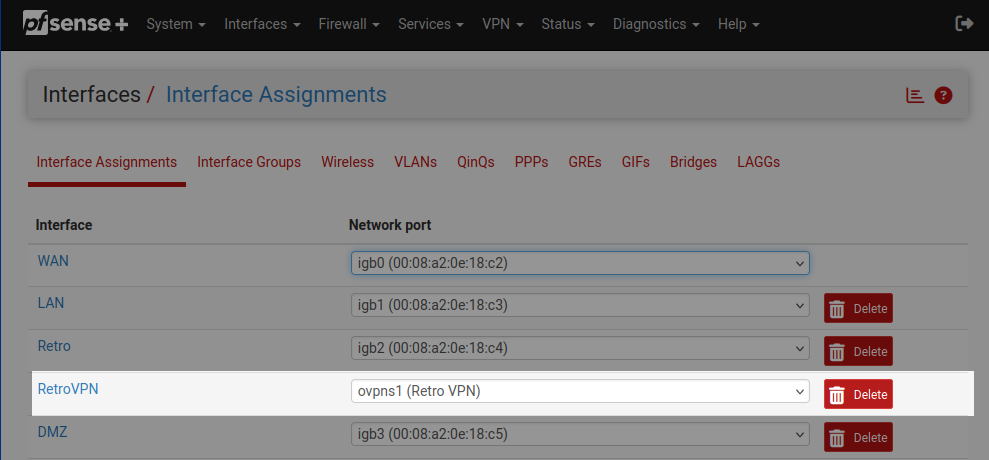 pfsense+ System Interfaces Firewall Services VPN Status Diagnostics Help
Interfaces / Interface Assignments
Interface Assignments Interface Groups Wireless VLANs QinQs PPPs GREs GIFs Bridges LAGGs
Interface Network port
WAN igb0 (00:08:a2:0e:18:c2)
LAN igb1 (00:08:a2:0e:18:c3) Delete
Retro igb2 (00:08:a2:0e:18:c4) Delete
RetroVPN ovpns1 (Retro VPN) Delete
DMZ igb3 (00:08:a2:0e:18:c5) Delete